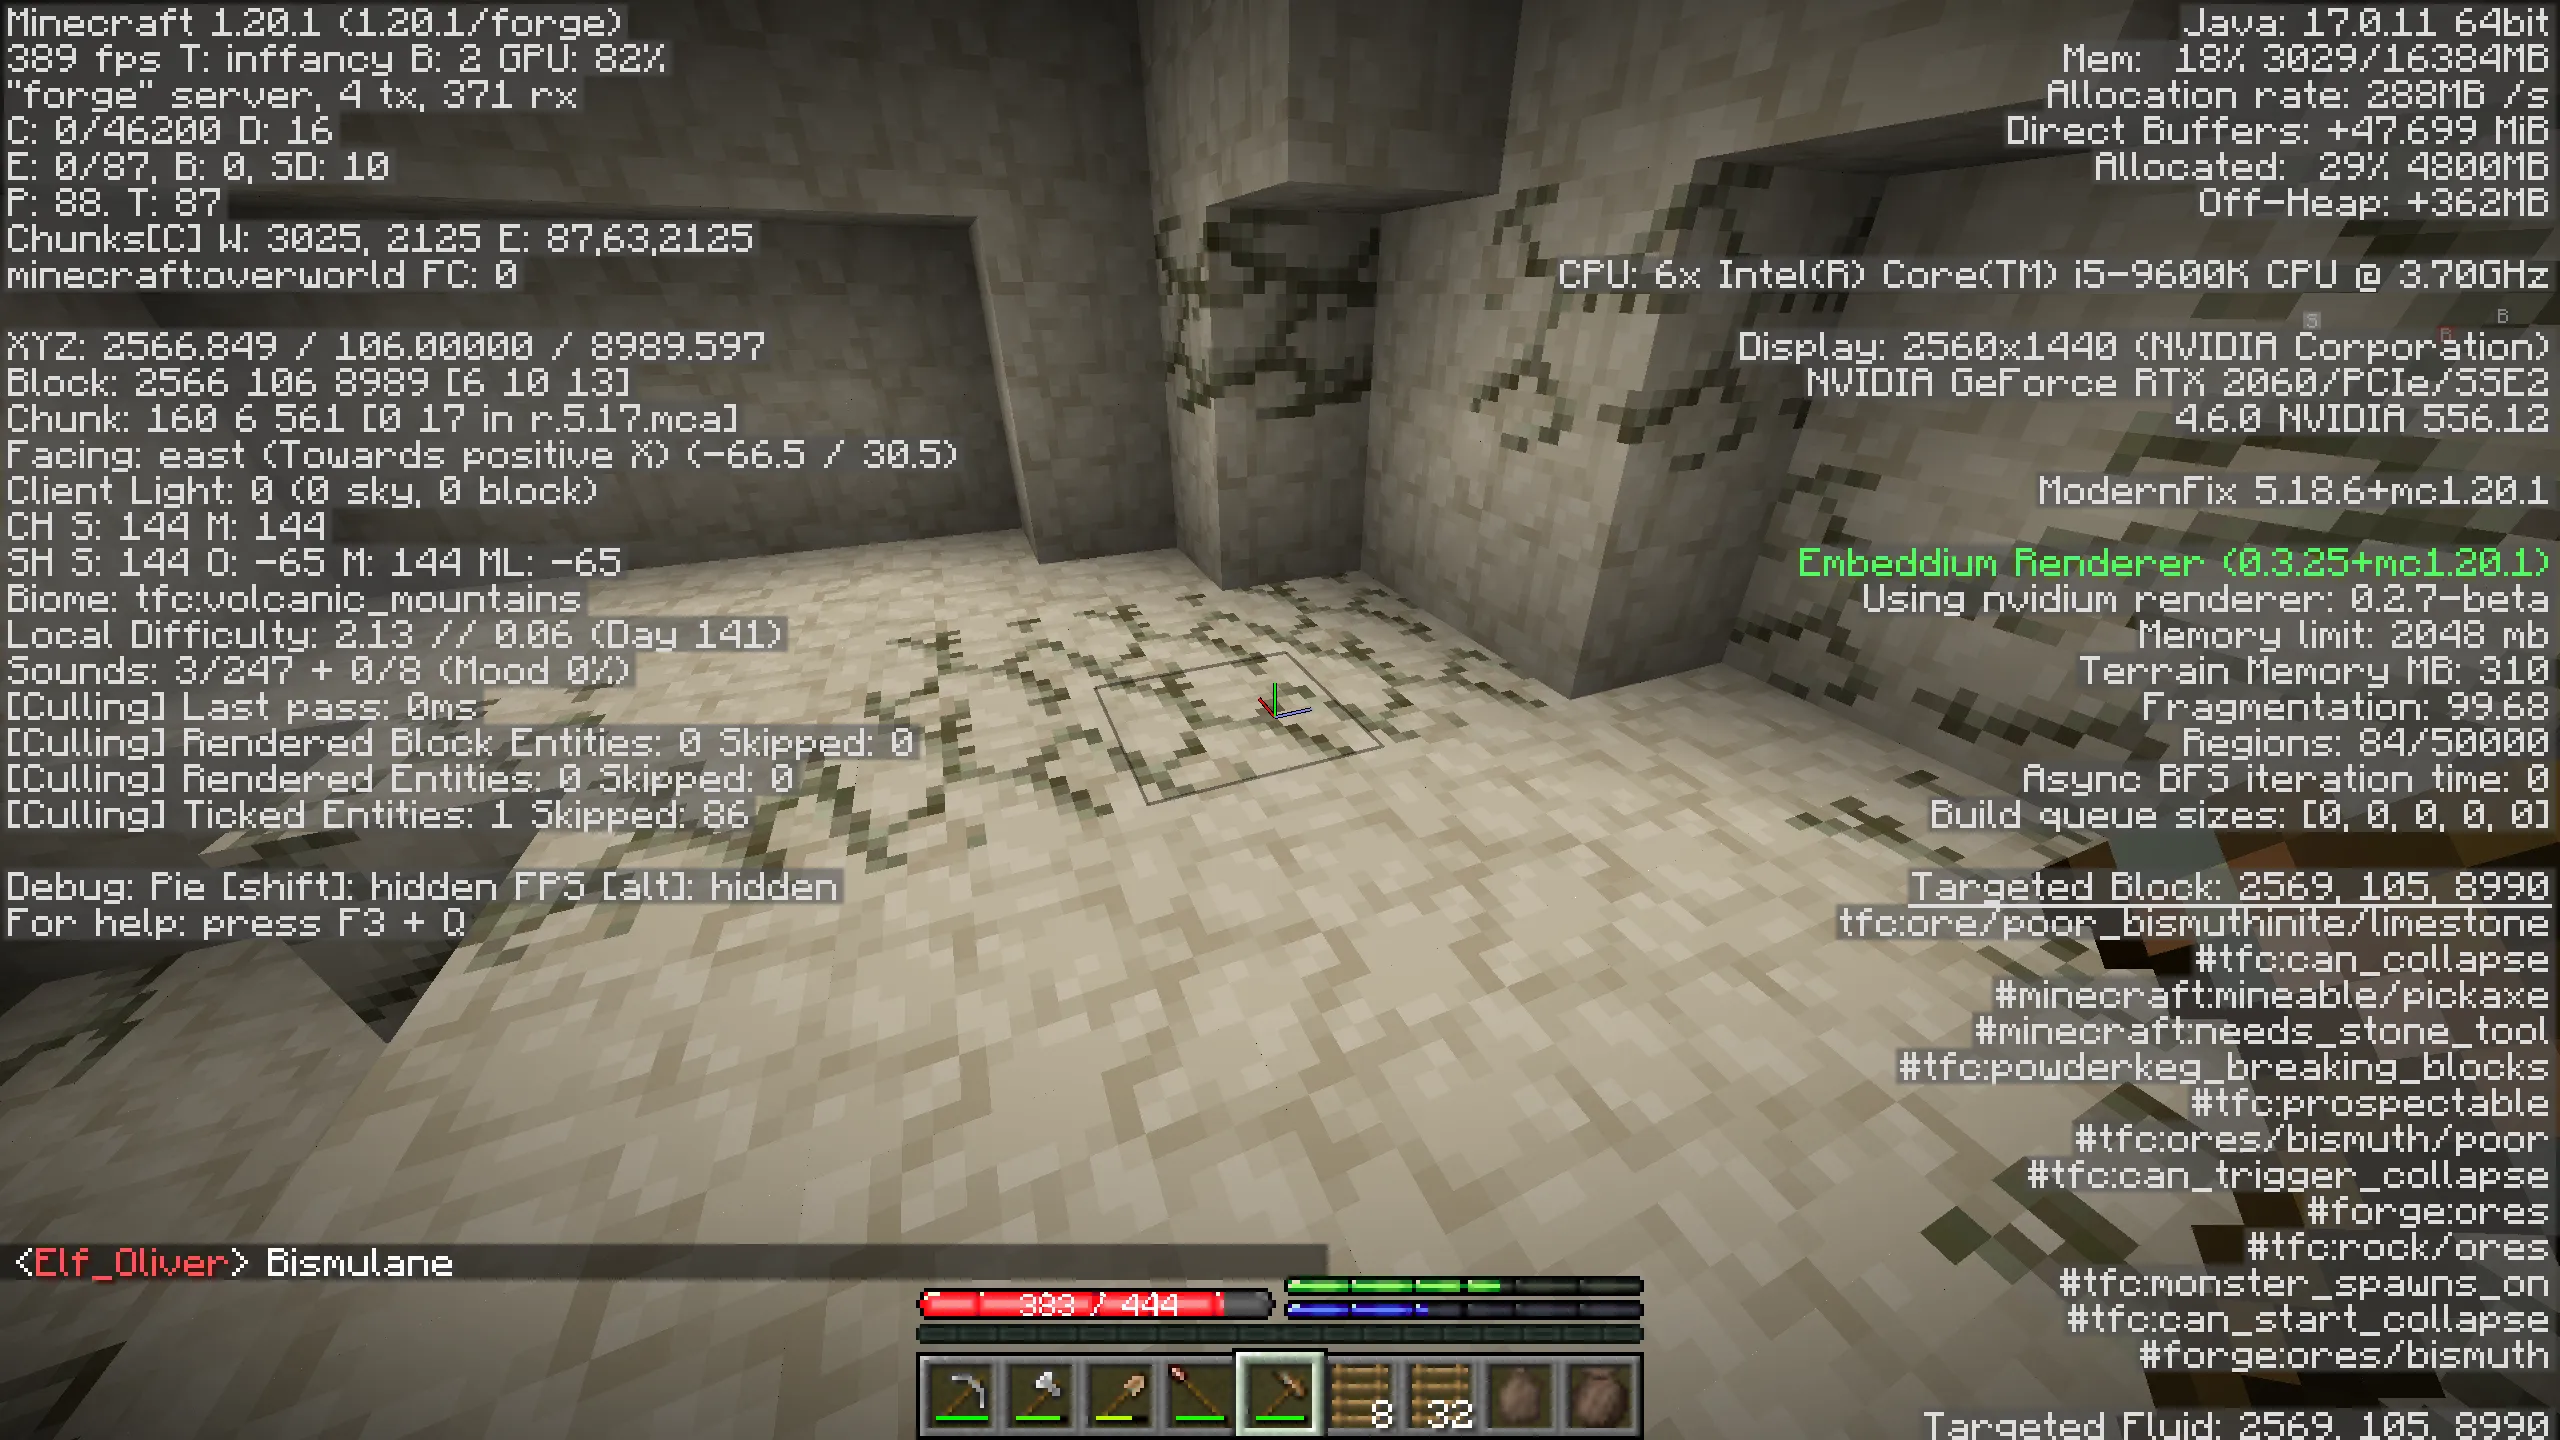 Minecraft 1.20.1 (1.20.1/forge)
389 fps T: inffancy B: 2 GPU: 82%
"forge" server, 4 tx, 371 rx
C: 0/46200 D: 16
E: 0/87, B: 0, SD: 10
P: 88. T: 87
Chunks[C] W: 3025, 2125 E: 87,63,2125
minecraft:overworld FC: 0
XYZ: 2566.849 / 106.00000 / 8989.597
Block: 2566 106 8989 [6 10 13]
Chunk: 160 6 561 [0 17 in r.5.17.mca]
Facing: east (Towards positive X) (-66.5 / 30.5)
Client Light: 0 (0 sky, 0 block)
CH S: 144 M: 144
SH S: 144 O: -65 M: 144 ML: -65
Biome: tfc:volcanic_mountains
Local Difficulty: 2.13 // 0.06 (Day 141)
Sounds: 3/247 + 0/8 (Mood 0%)
[Culling] Last pass: 0ms
[Culling] Rendered Block Entities: 0 Skipped: 0
[Culling] Rendered Entities: 0 Skipped: 0
[Culling] Ticked Entities: 1 Skipped: 86
Debug: Pie [shift]: hidden FPS [alt]: hidden
For help: press F3 + Q
Java: 17.0.11 64bit
Mem: 18% 3029/16384MB
Allocation rate: 288MB /s
Direct Buffers: +47.699 MiB
Allocated: 29% 4800MB
Off-Heap: +362MB
CPU: 6x Intel(R) Core(TM) i5-9600K CPU @ 3.70GHz
S
B
B
Display: 2560x1440 (NVIDIA Corporation)
NVIDIA GeForce RTX 2060/PCIe/SSE2
4.6.0 NVIDIA 556.12
ModernFix 5.18.6+mc1.20.1
Embeddium Renderer (0.3.25+mc1.20.1)
Using nvidium renderer: 0.2.7-beta
Memory limit: 2048 mb
Terrain Memory MB: 310
Fragmentation: 99.68
Regions: 84/50000
Async BFS iteration time: 0
Build queue sizes: [0, 0, 0, 0, 0]
Targeted Block: 2569, 105, 8990
tfc:ore/poor_bismuthinite/limestone
#tfc:can_collapse
#minecraft:mineable/pickaxe
#minecraft:needs_stone_tool
#tfc:powderkeg_breaking_blocks
#tfc:prospectable
#tfc:ores/bismuth/poor
#tfc:can_trigger_collapse
#forge:ores
#tfc:rock/ores
#tfc:monster_spawns_on
#tfc:can_start_collapse
#forge:ores/bismuth
Targeted Fluid: 2569, 105, 8990
<Elf_Oliver> Bismulane
383 / 444
8
32